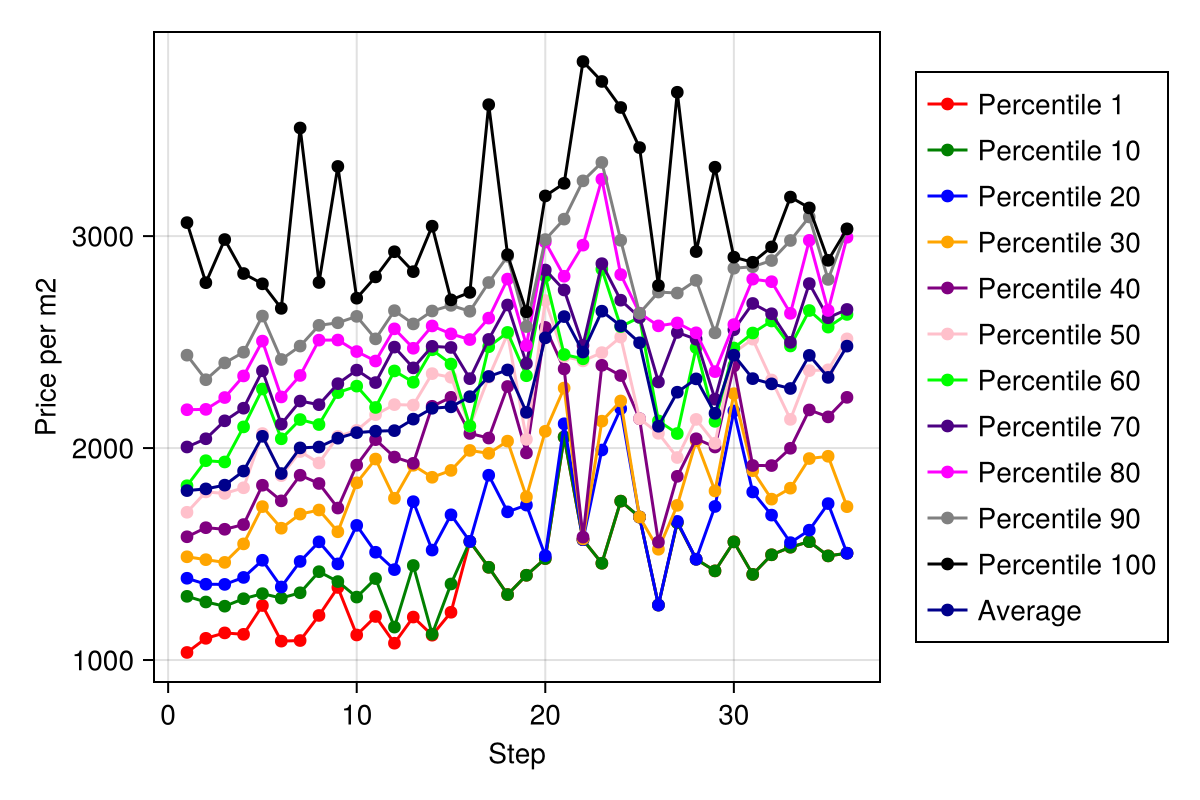 Price per m2
3000
2000
1000
0
10
20
30
Step
Percentile 1
Percentile 10
Percentile 20
Percentile 30
Percentile 40
Percentile 50
Percentile 60
Percentile 70
Percentile 80
Percentile 90
Percentile 100
Average